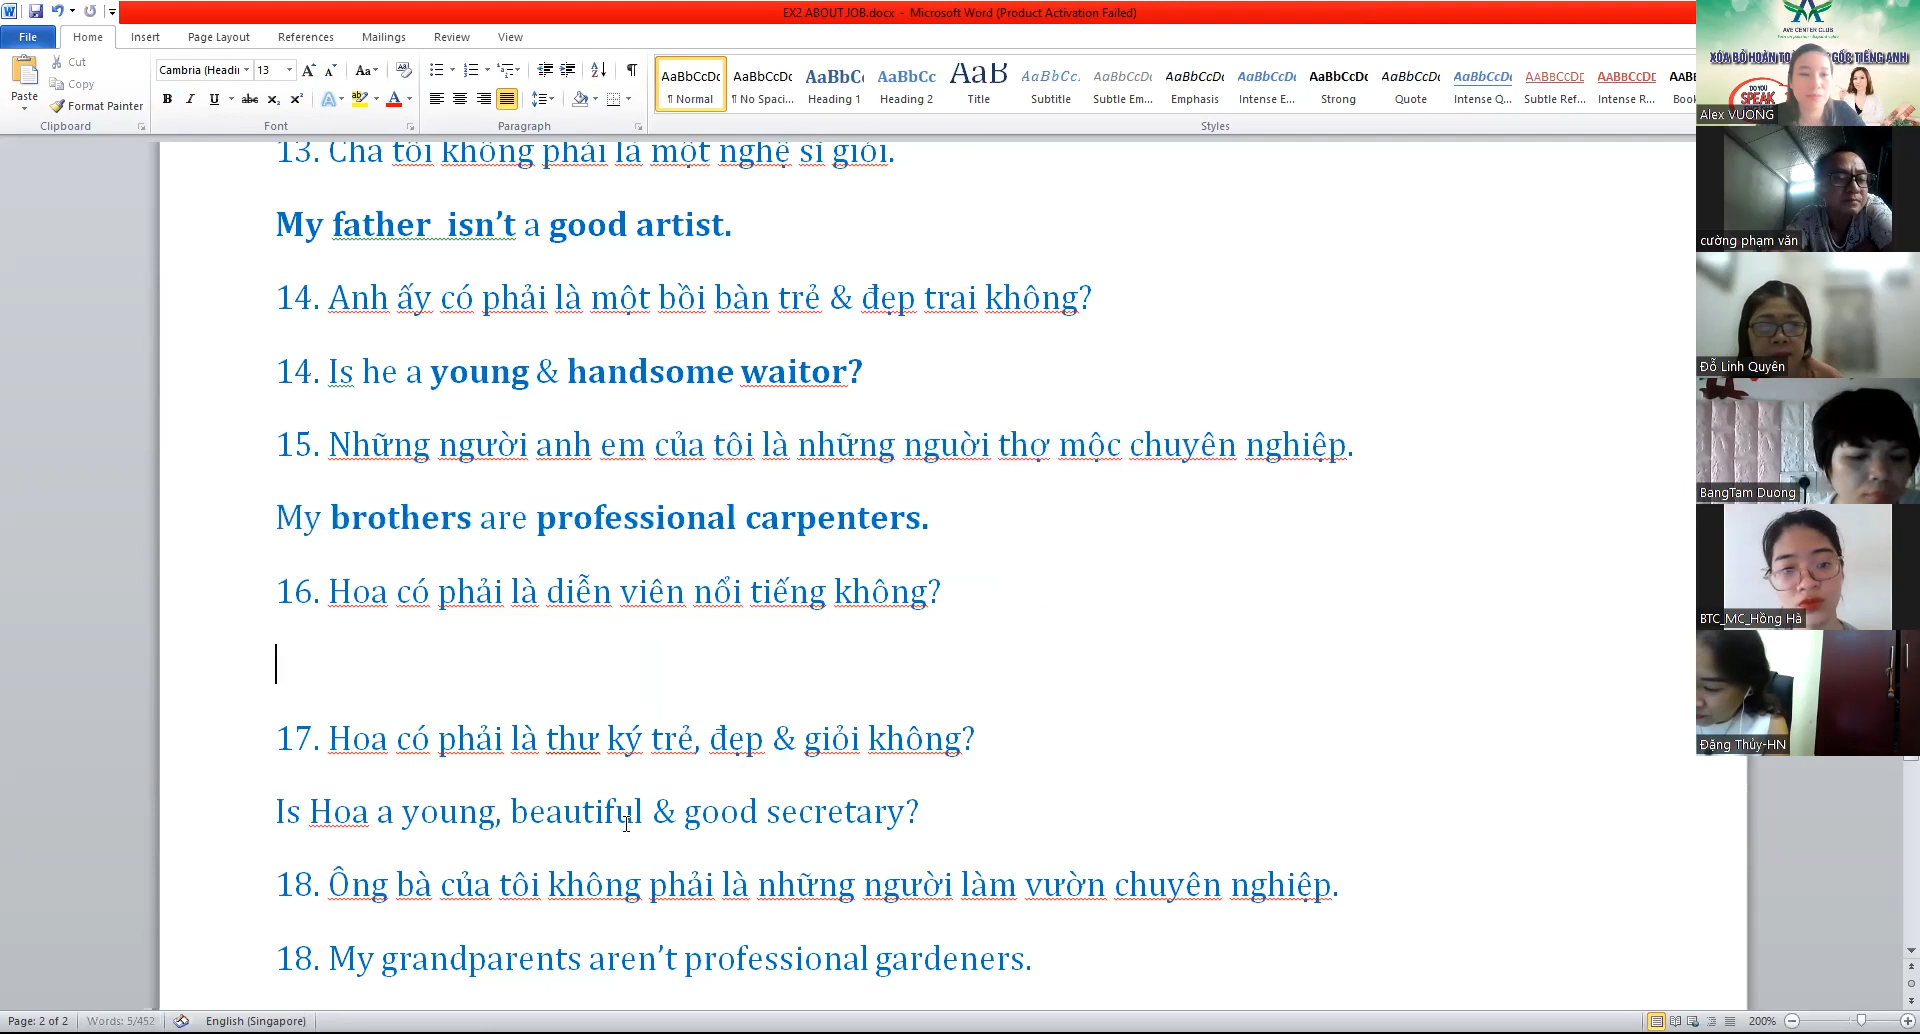 EX2 ABOUT JOB.docx - Microsoft Word (Product Activation Failed)
File Home Insert Page Layout References Mailings Review View
Paste
Cut
Copy
Format Painter
Clipboard
Cambria (Headi 13
Font
Paragraph
AaBbCcDc AaBbCcDc AaBbC AaBbCc AaB AaBbCc. AaBbCcDc AaBbCcDc AaBbCcDc AaBbCcDc AaBbCcDc AaBbCcDc AABBCCDC AABBCCDC
¶ Normal ¶ No Spaci... Heading 1 Heading 2 Title Subtitle Subtle Em... Emphasis Intense E... Strong Quote Intense Q... Subtle Ref... Intense R...
Styles
13. Cha tôi không phải là một nghệ sĩ giỏi.
My father isn’t a good artist.
14. Anh ấy có phải là một bồi bàn trẻ & đẹp trai không?
14. Is he a young & handsome waitor?
15. Những người anh em của tôi là những nguời thợ mộc chuyên nghiệp.
My brothers are professional carpenters.
16. Hoa có phải là diễn viên nổi tiếng không?
17. Hoa có phải là thư ký trẻ, đẹp & giỏi không?
Is Hoa a young, beautiful & good secretary?
18. Ông bà của tôi không phải là những người làm vườn chuyên nghiệp.
18. My grandparents aren’t professional gardeners.
Page: 2 of 2 Words: 5/452 English (Singapore) 200%
AVE CENTER CLUB
DO YOU
SPEAK
Alex VUONG
cường phạm văn
Đỗ Linh Quyên
BangTam Duong
BTC_MC_Hồng Hà
Đặng Thủy-HN